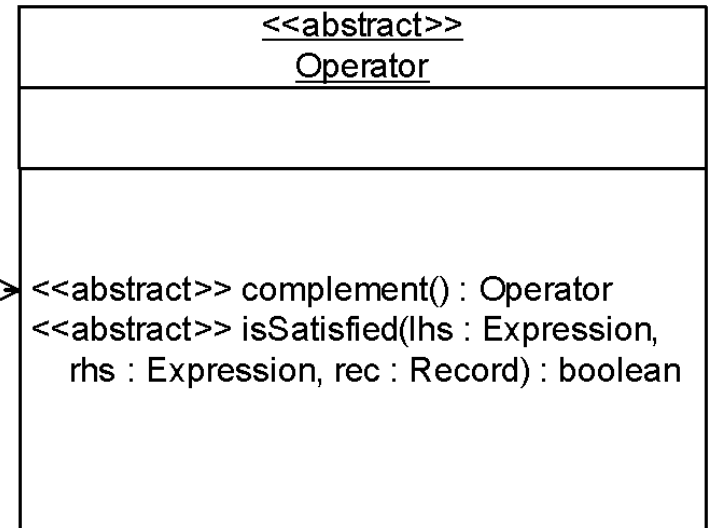 <<abstract>>
Operator
<<abstract>> complement() : Operator
<<abstract>> isSatisfied(lhs : Expression,
rhs : Expression, rec : Record) : boolean